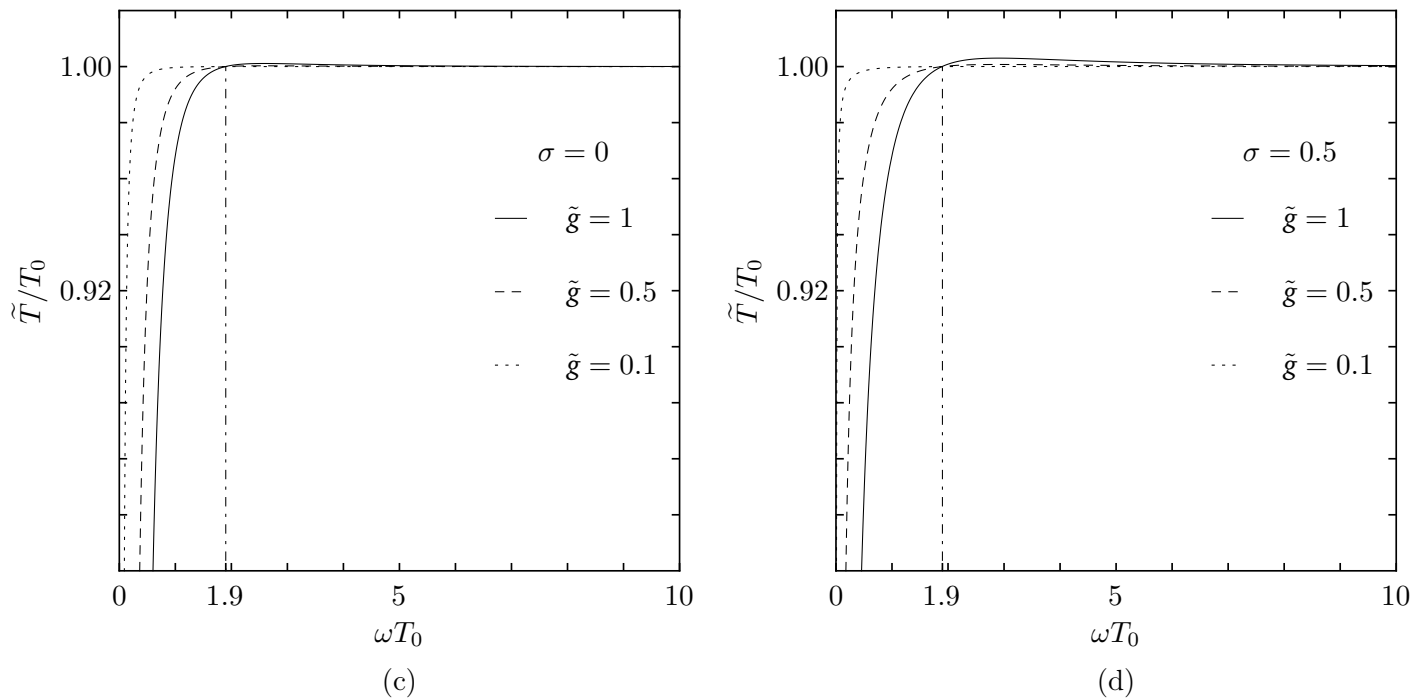 1.00
0.92
T̃/T₀
σ = 0
g̃ = 1
g̃ = 0.5
g̃ = 0.1
0 1.9 5 10
ωT₀
(c)
1.00
0.92
T̃/T₀
σ = 0.5
g̃ = 1
g̃ = 0.5
g̃ = 0.1
0 1.9 5 10
ωT₀
(d)